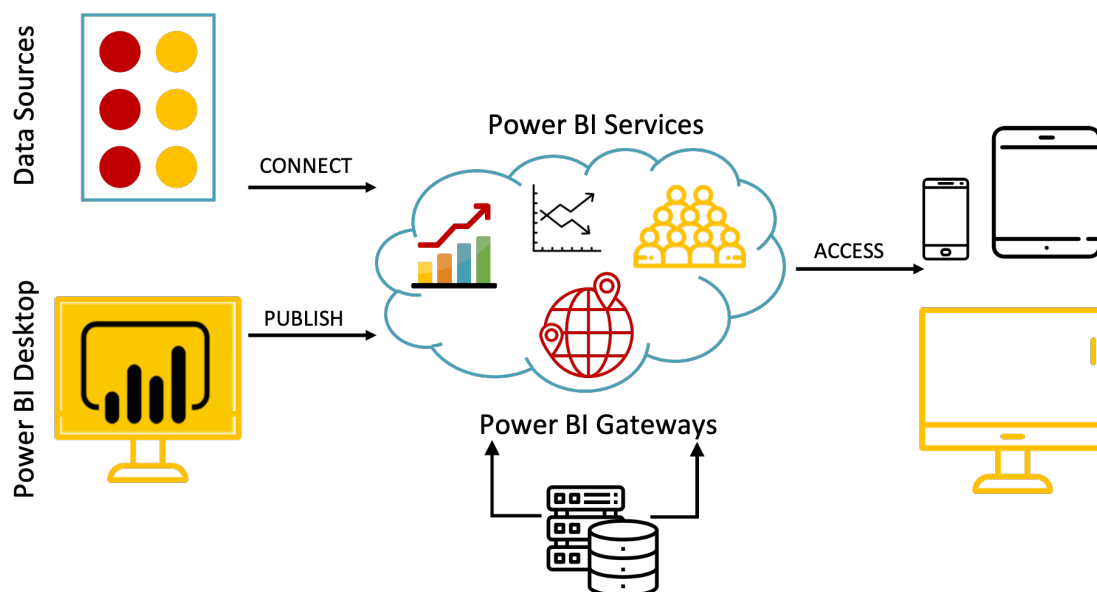 Data Sources
Power BI Services
CONNECT
ACCESS
PUBLISH
Power BI Desktop
Power BI Gateways